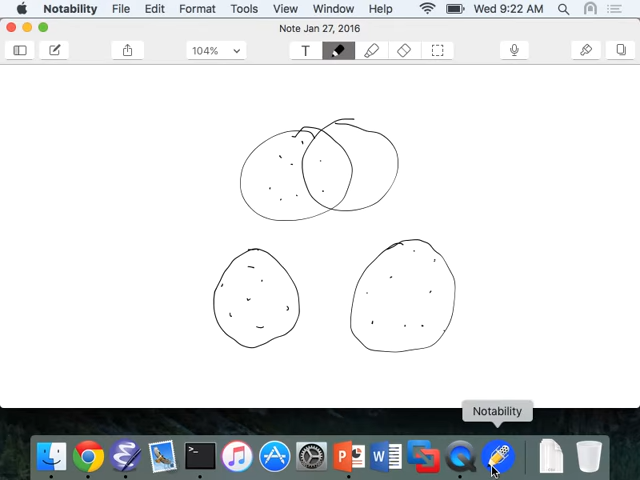 Notability File Edit Format Tools View Window Help Wed 9:22 AM
Note Jan 27, 2016
104% T
Notability